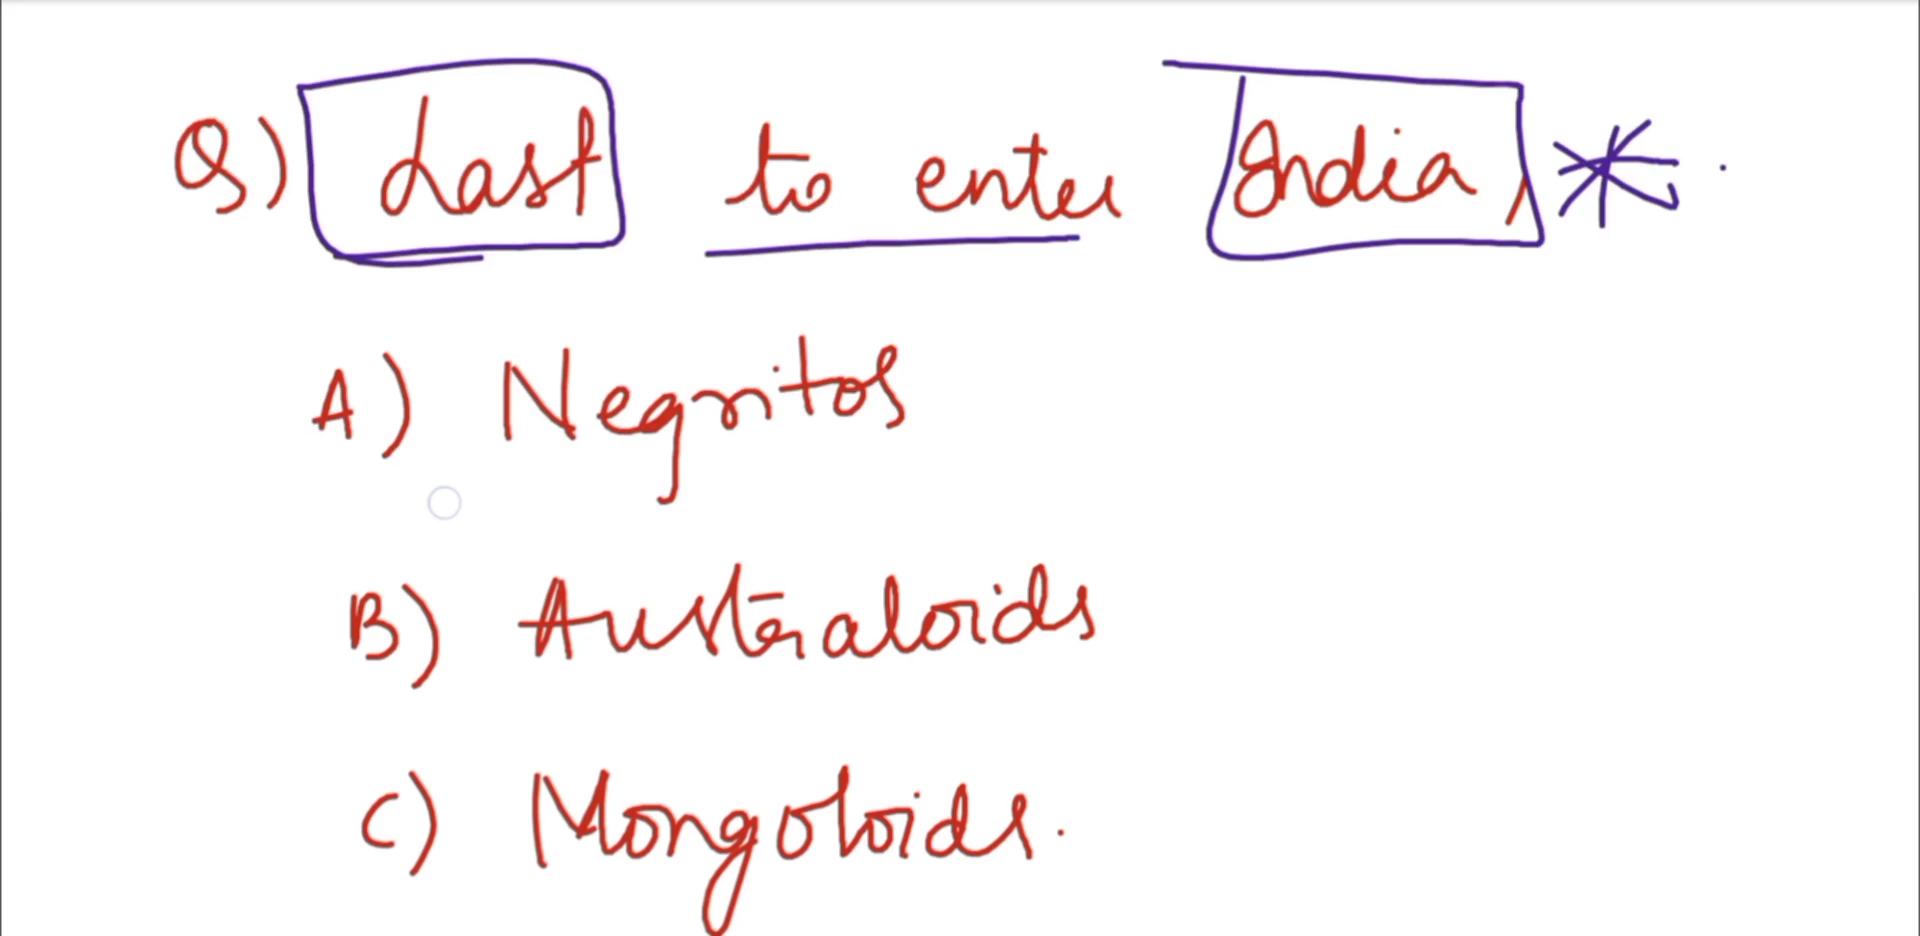 Q) Last to enter India,
A) Negritos
B) Australoids
C) Mongoloids.